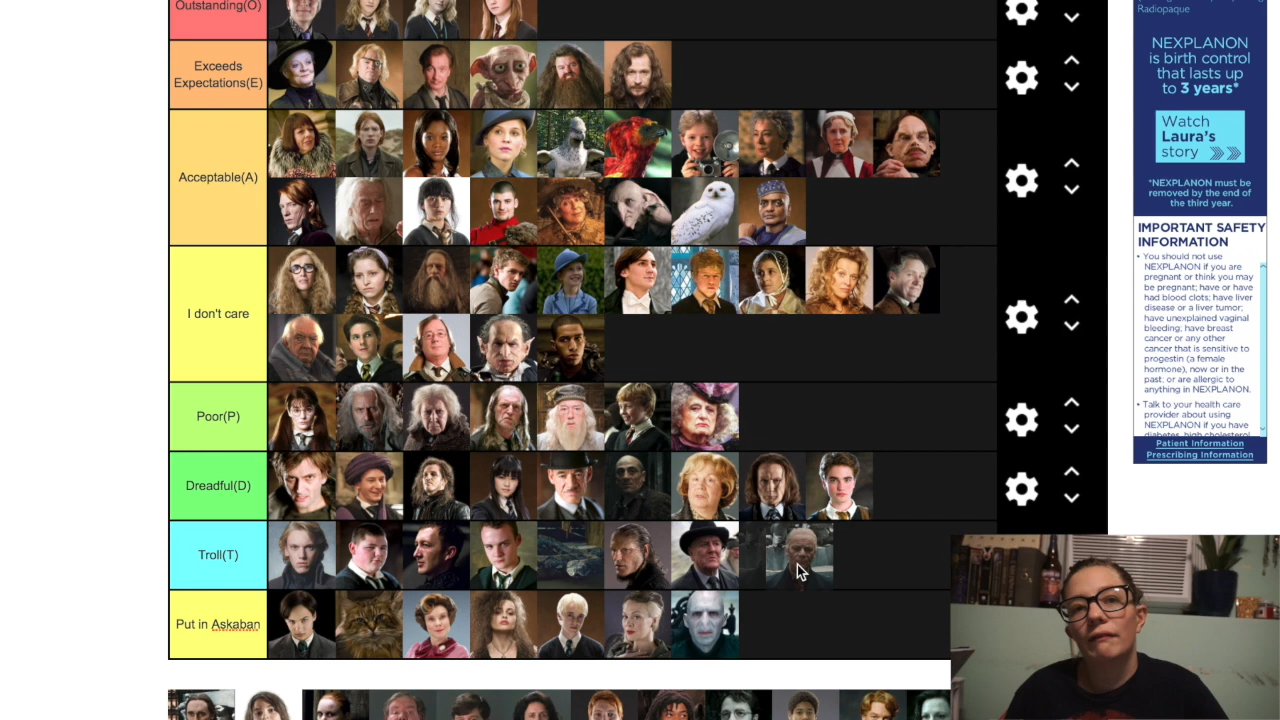 Outstanding(O)
Exceeds
Expectations(E)
Acceptable(A)
I don't care
Poor(P)
Dreadful(D)
Troll(T)
Put in Askaban
Radiopaque
NEXPLANON
is birth control
that lasts up
to 3 years*
Watch
Laura's
story
*NEXPLANON must be
removed by the end of
the third year.
IMPORTANT SAFETY
INFORMATION
• You should not use
NEXPLANON if you are
pregnant or think you may
be pregnant; have or have
had blood clots; have liver
disease or a liver tumor;
have unexplained vaginal
bleeding; have breast
cancer or any other
cancer that is sensitive to
progestin (a female
hormone), now or in the
past; or are allergic to
anything in NEXPLANON.
• Talk to your health care
provider about using
NEXPLANON if you have
diabetes, high cholesterol
Patient Information
Prescribing Information